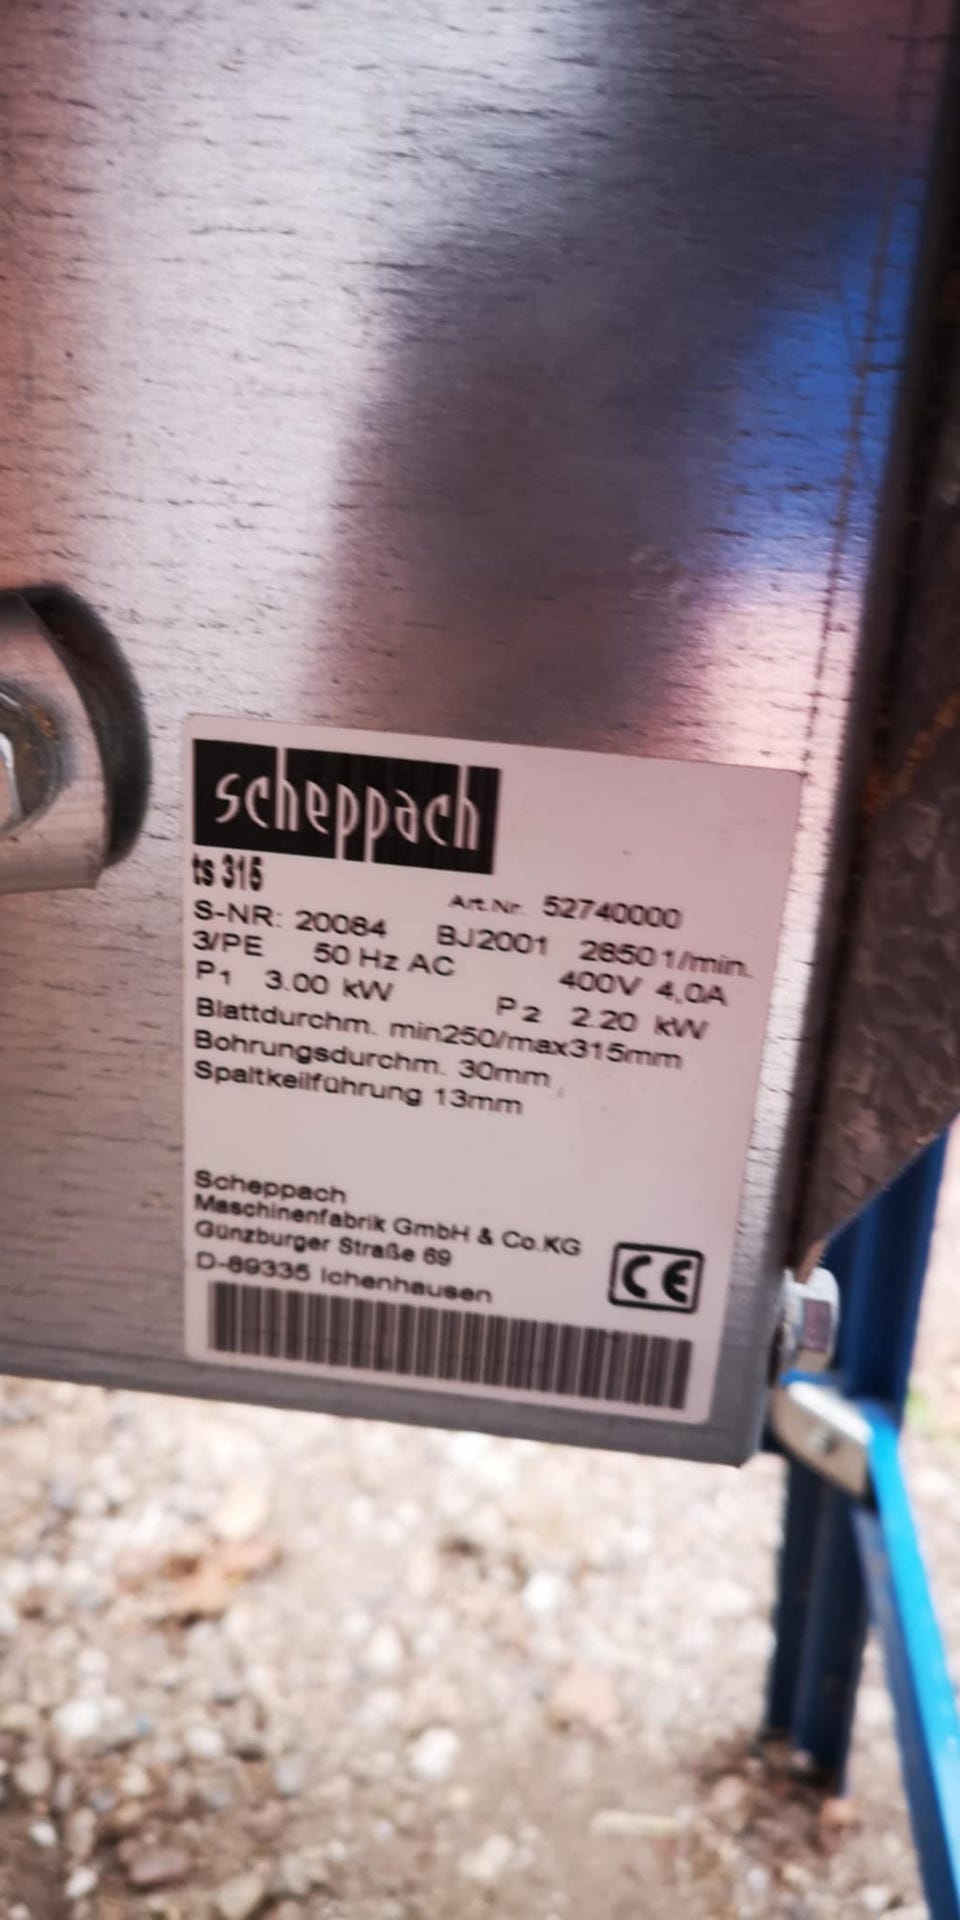 scheppach
ts 315
Art.Nr. 52740000
S-NR: 20084 BJ2001 2850 1/min.
3/PE 50 Hz AC 400V 4,0A
P1 3.00 kW P2 2.20 kW
Blattdurchm. min250/max315mm
Bohrungsdurchm. 30mm
Spaltkeilführung 13mm
Scheppach
Maschinenfabrik GmbH & Co.KG
Günzburger Straße 69
D-89335 Ichenhausen
CE